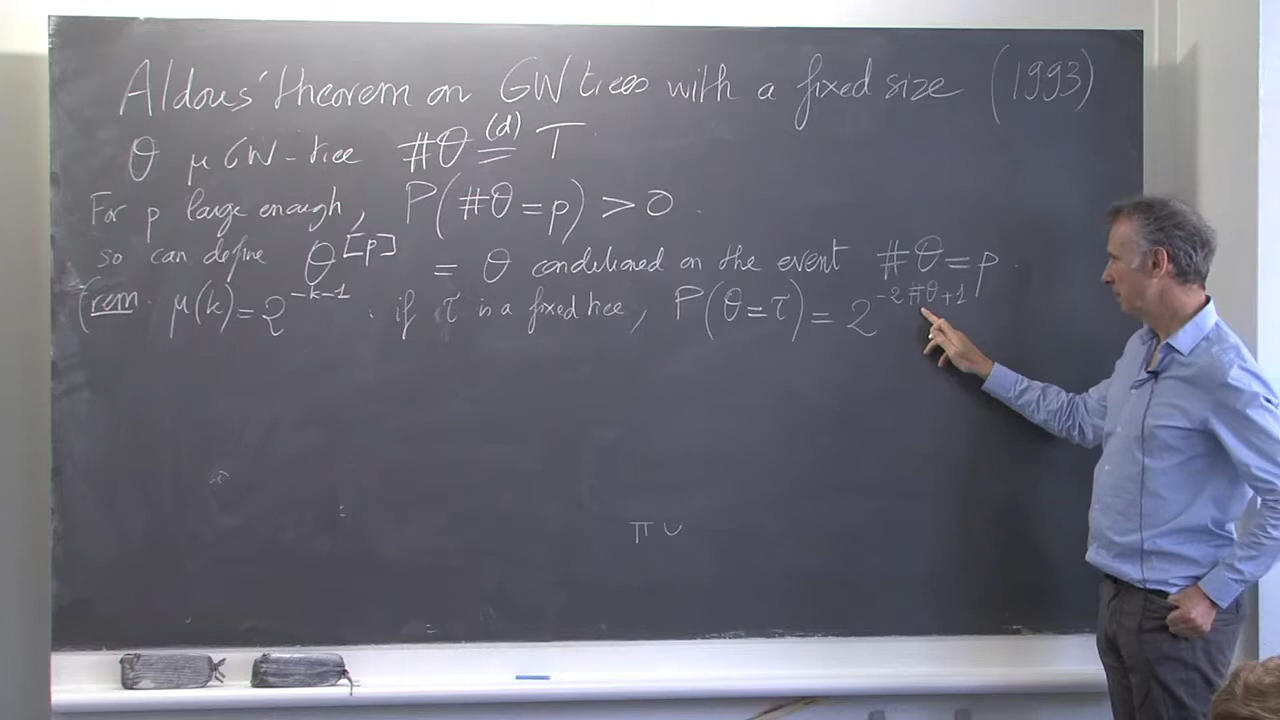 Aldous' theorem on GW trees with a fixed size (1993)
θ μ GW-tree #θ (d)= T
For p large enough, P(#θ=p) > 0.
so can define θ^[p] = θ conditioned on the event #θ=p.
(rem. μ(k)=2^{-k-1} : if τ is a fixed tree, P(θ=τ) = 2^{-2#θ+1}
π ∪